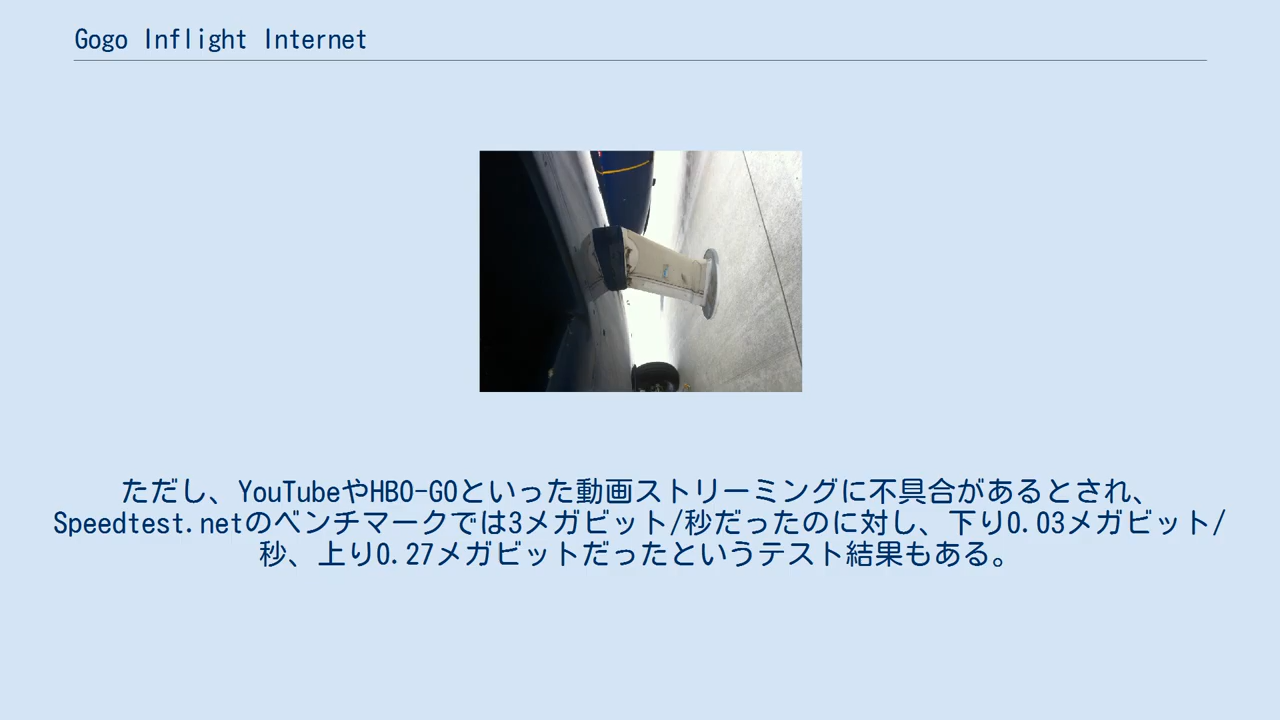 Gogo Inflight Internet
ただし、YouTubeやHBO-GOといった動画ストリーミングに不具合があるとされ、
Speedtest.netのベンチマークでは3メガビット/秒だったのに対し、下り0.03メガビット/
秒、上り0.27メガビットだったというテスト結果もある。